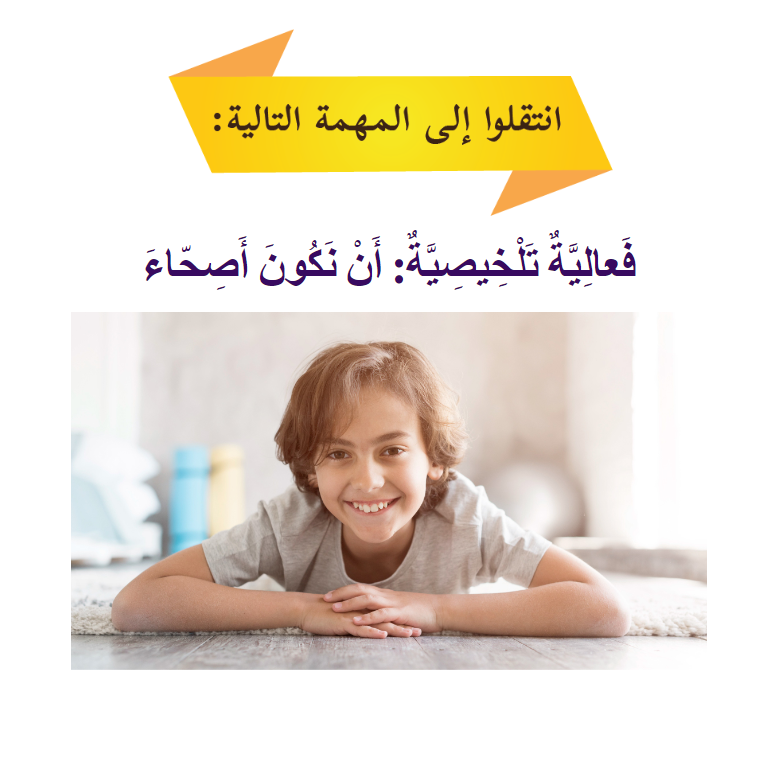 انتقلوا إلى المهمة التالية:
فَعالِيَّةٌ تَلْخِيصِيَّةٌ: أَنْ نَكُونَ أَصِحّاءَ